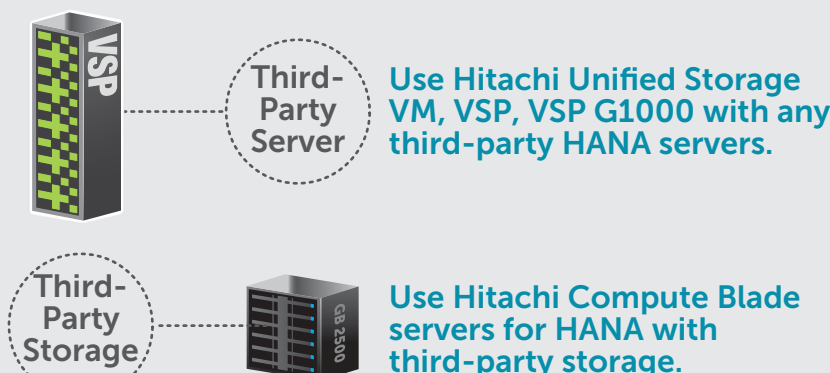 VSP
Third-
Party
Server
Use Hitachi Unified Storage
VM, VSP, VSP G1000 with any
third-party HANA servers.
Third-
Party
Storage
GB 2500
Use Hitachi Compute Blade
servers for HANA with
third-party storage.